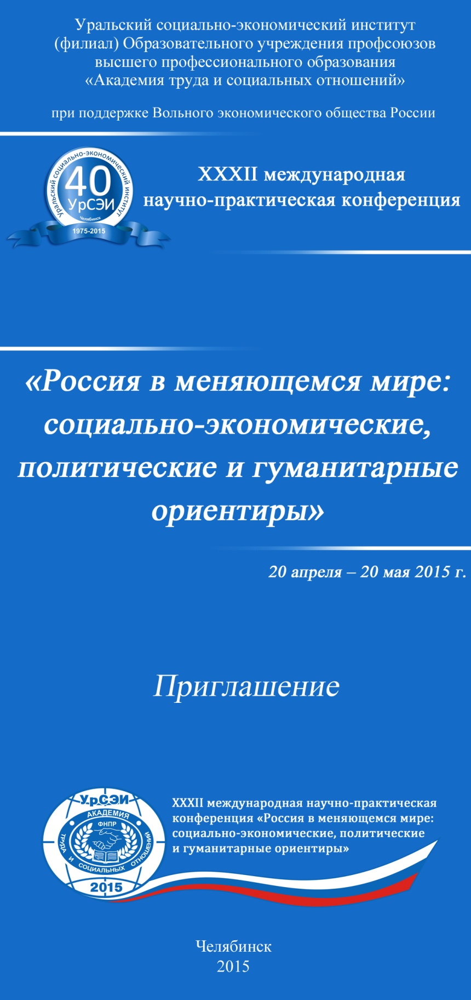 Уральский социально-экономический институт
(филиал) Образовательного учреждения профсоюзов
высшего профессионального образования
«Академия труда и социальных отношений»
при поддержке Вольного экономического общества России
Уральский социально-экономический институт
40
УрСЭИ
Челябинск
1975-2015
XXXII международная
научно-практическая конференция
«Россия в меняющемся мире:
социально-экономические,
политические и гуманитарные
ориентиры»
20 апреля – 20 мая 2015 г.
Приглашение
УрСЭИ
АКАДЕМИЯ
ФНПР
ТРУДА И СОЦИАЛЬНЫХ ОТНОШЕНИЙ
2015
XXXII международная научно-практическая
конференция «Россия в меняющемся мире:
социально-экономические, политические
и гуманитарные ориентиры»
Челябинск
2015